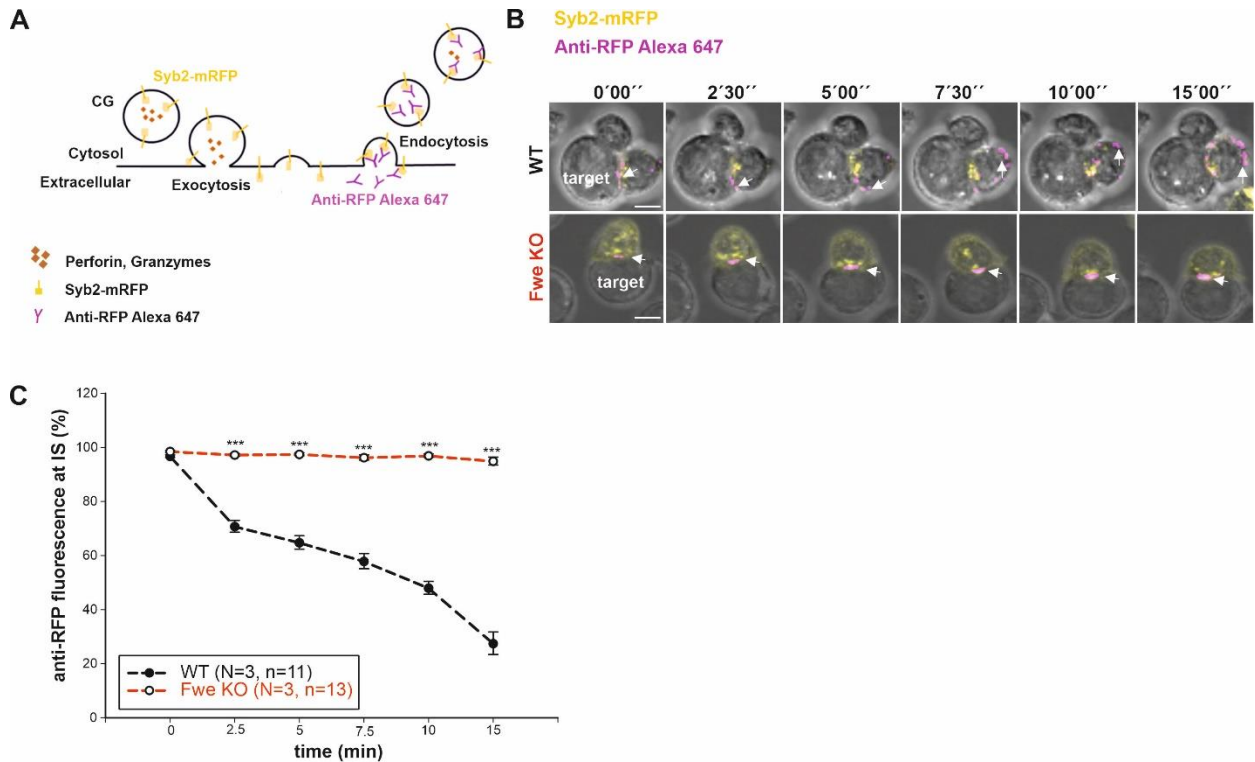 A
Syb2-mRFP
CG
Cytosol
Extracellular
Exocytosis
Endocytosis
Anti-RFP Alexa 647
Perforin, Granzymes
Syb2-mRFP
Anti-RFP Alexa 647
B
Syb2-mRFP
Anti-RFP Alexa 647
0´00´´ 2´30´´ 5´00´´ 7´30´´ 10´00´´ 15´00´´
WT
target
Fwe KO
target
C
anti-RFP fluorescence at IS (%)
120
100
80
60
40
20
0
*** *** *** *** ***
WT (N=3, n=11)
Fwe KO (N=3, n=13)
0 2.5 5 7.5 10 15
time (min)